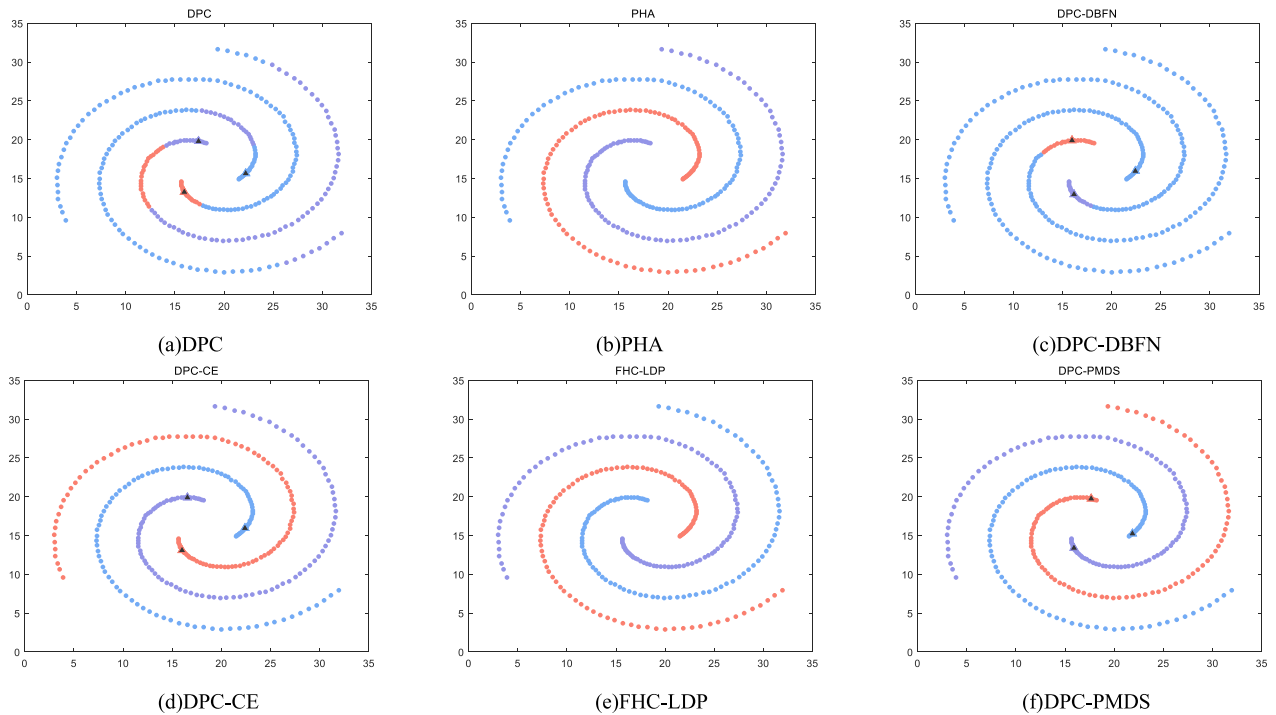 DPC PHA DPC-DBFN
35 35 35
30 30 30
25 25 25
20 20 20
15 15 15
10 10 10
5 5 5
0 0 0
0 5 10 15 20 25 30 35 0 5 10 15 20 25 30 35 0 5 10 15 20 25 30 35
(a)DPC (b)PHA (c)DPC-DBFN
DPC-CE FHC-LDP DPC-PMDS
35 35 35
30 30 30
25 25 25
20 20 20
15 15 15
10 10 10
5 5 5
0 0 0
0 5 10 15 20 25 30 35 0 5 10 15 20 25 30 35 0 5 10 15 20 25 30 35
(d)DPC-CE (e)FHC-LDP (f)DPC-PMDS